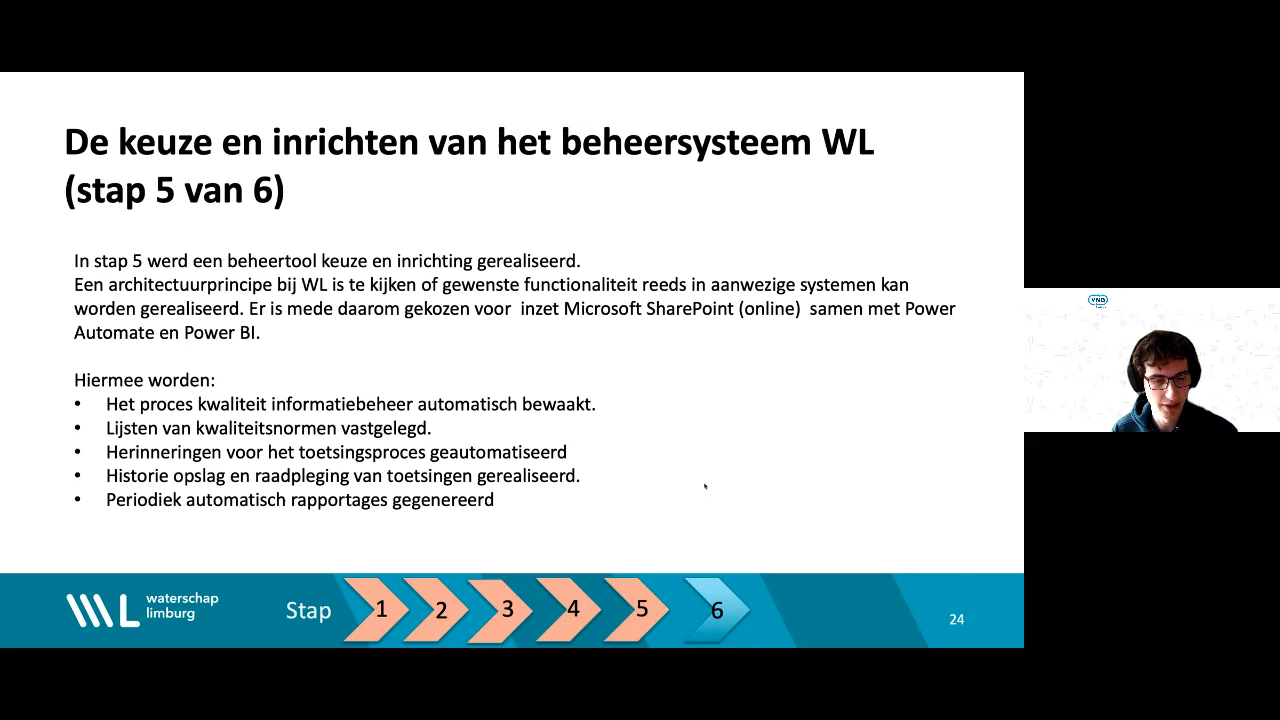 De keuze en inrichten van het beheersysteem WL
(stap 5 van 6)
In stap 5 werd een beheertool keuze en inrichting gerealiseerd.
Een architectuurprincipe bij WL is te kijken of gewenste functionaliteit reeds in aanwezige systemen kan
worden gerealiseerd. Er is mede daarom gekozen voor inzet Microsoft SharePoint (online) samen met Power
Automate en Power BI.
Hiermee worden:
• Het proces kwaliteit informatiebeheer automatisch bewaakt.
• Lijsten van kwaliteitsnormen vastgelegd.
• Herinneringen voor het toetsingsproces geautomatiseerd
• Historie opslag en raadpleging van toetsingen gerealiseerd.
• Periodiek automatisch rapportages gegenereerd
WL waterschap
limburg
Stap 1 2 3 4 5 6
24